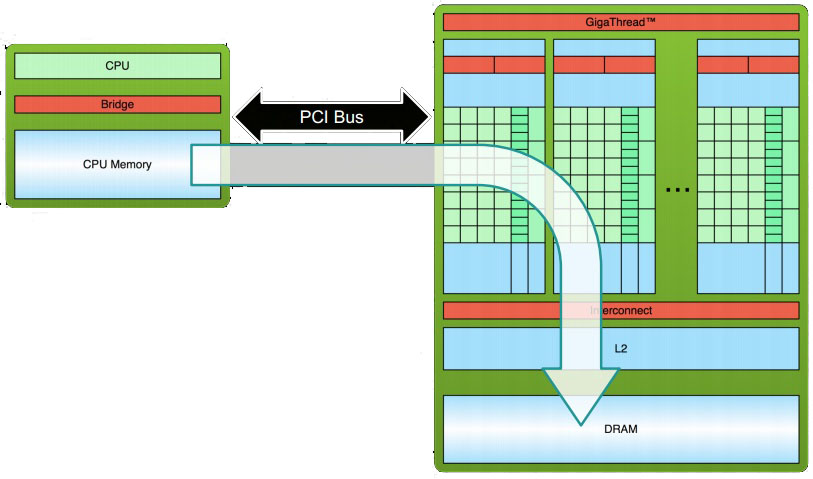 GigaThread™
CPU
Bridge
PCI Bus
CPU Memory
...
Interconnect
L2
DRAM